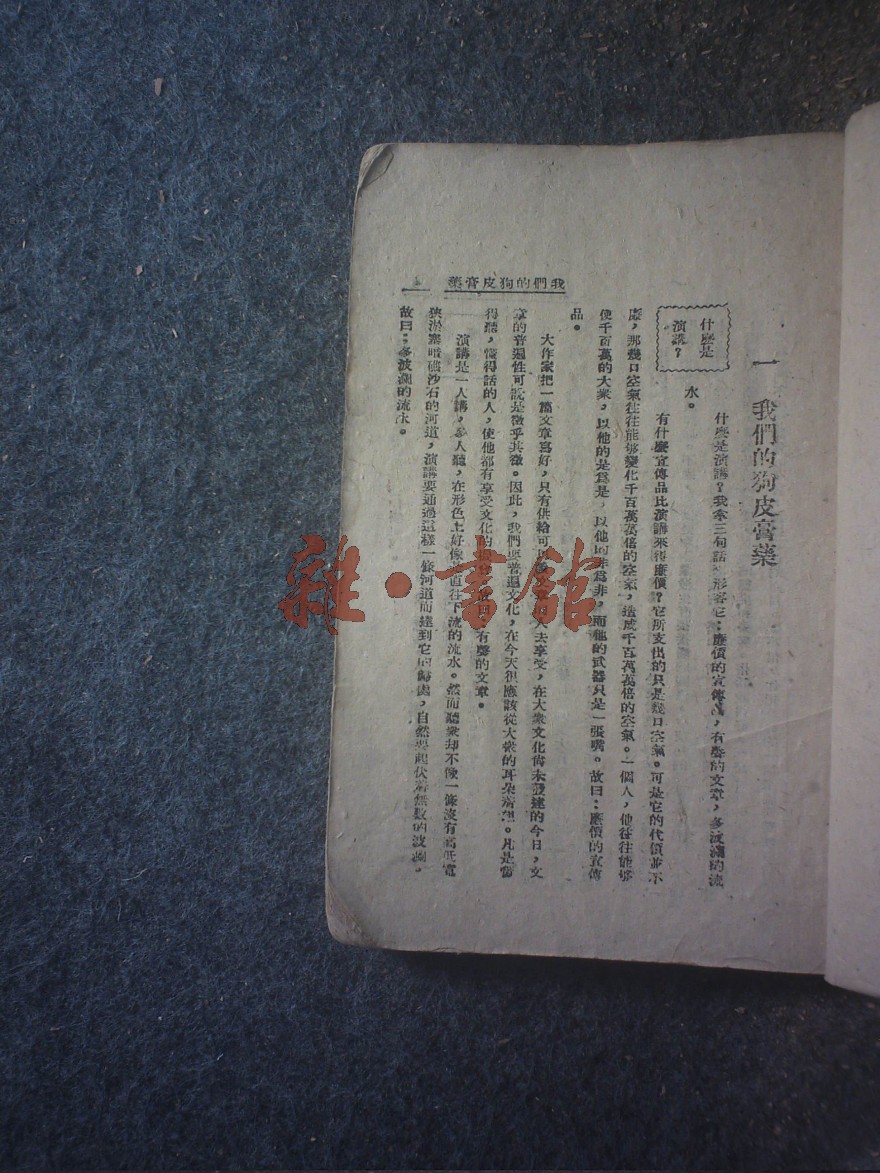 藥膏皮狗的們我
一 我們的狗皮膏藥
什麼是
演講?
什麼是演講?我拿三句話來形容它:廉價的宣傳品,有聲的文章,多波瀾的流
水。
有什麼宣傳品比演講來得廉價?它所支出的只是幾口空氣。可是它的代價並不
廉,那幾口空氣往往能够變化千百萬萬倍的空氣,造成千百萬萬倍的空氣。一個人,他往往能够
使千百萬的大衆,以他的是爲是,以他的非爲非,而他的武器只是一張嘴。故曰:廉價的宣傳
品。
大作家把一篇文章寫好,只有供給可以 文章的人去享受,在大衆文化尚未發達的今日,文
章的普遍性可說是微乎其微。因此,我們要普遍文化,在今天很應該從大衆的耳朵着想。凡是當
得聽,懂得話的人,使他都有享受文化的 有聲的文章。
演講是一人講,多人聽,在形色上好像 直往下流的流水。然而聽衆却不像一條沒有高低寬
狹淤塞暗礁沙石的河道,演講要通過這樣一條河道而達到它的歸處,自然要起伏着無數的波瀾。
故曰:多波瀾的流水。
雜·書館